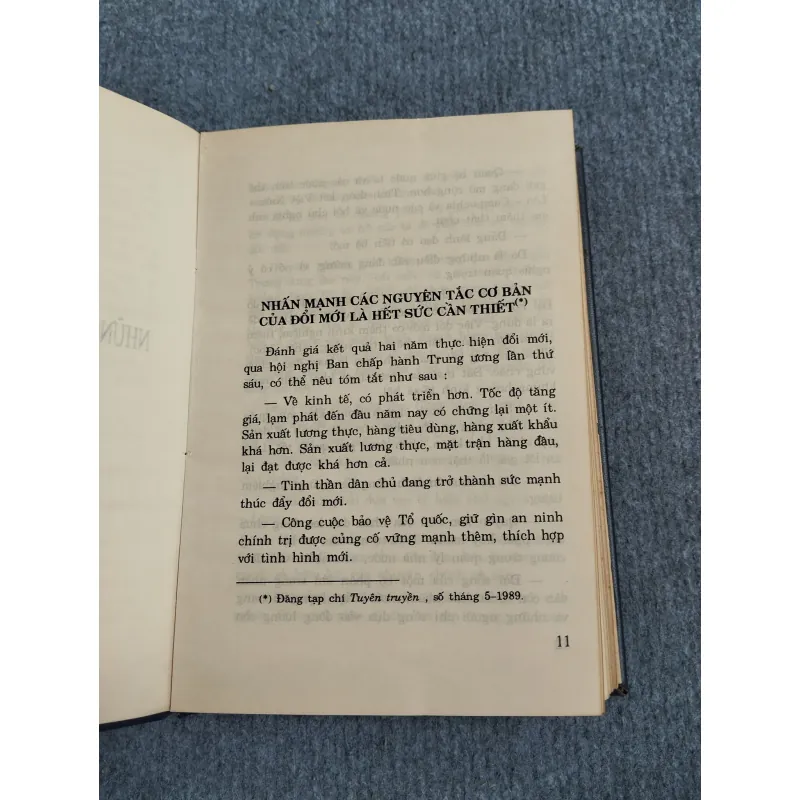 NHẤN MẠNH CÁC NGUYÊN TẮC CƠ BẢN
CỦA ĐỔI MỚI LÀ HẾT SỨC CẦN THIẾT(*)
Đánh giá kết quả hai năm thực hiện đổi mới,
qua hội nghị Ban chấp hành Trung ương lần thứ
sáu, có thể nêu tóm tắt như sau :
— Về kinh tế, có phát triển hơn. Tốc độ tăng
giá, lạm phát đến đầu năm nay có chững lại một ít.
Sản xuất lương thực, hàng tiêu dùng, hàng xuất khẩu
khá hơn. Sản xuất lương thực, mặt trận hàng đầu,
lại đạt được khá hơn cả.
— Tinh thần dân chủ đang trở thành sức mạnh
thúc đẩy đổi mới.
— Công cuộc bảo vệ Tổ quốc, giữ gìn an ninh
chính trị được củng cố vững mạnh thêm, thích hợp
với tình hình mới.
(*) Đăng tạp chí Tuyên truyền , số tháng 5–1989.
11